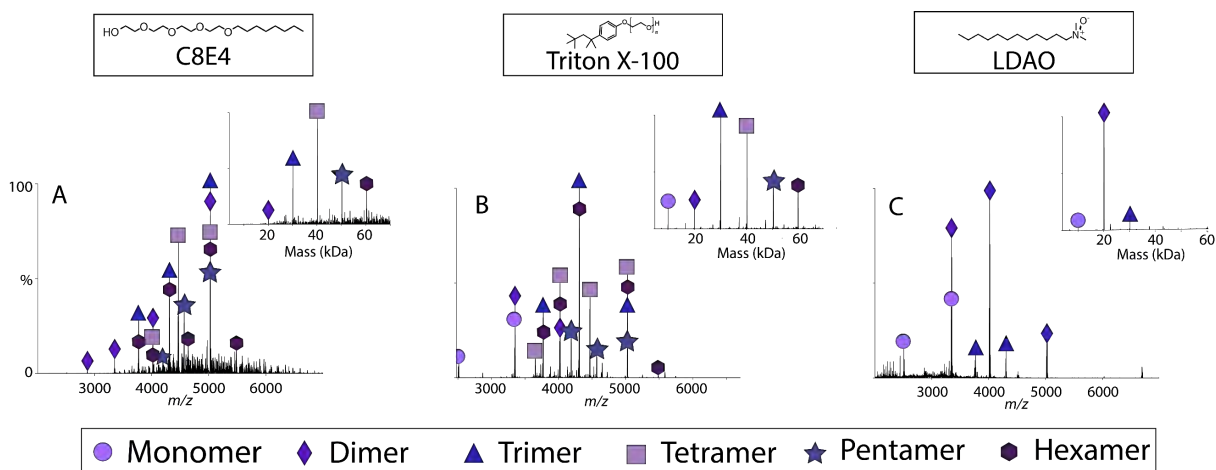 HO O O O O
C8E4
O O H n
Triton X-100
O- N+
LDAO
A
100
%
0
3000 4000 5000 6000
m/z
20 40 60
Mass (kDa)
B
3000 4000 5000 6000
m/z
20 40 60
Mass (kDa)
C
3000 4000 5000 6000
m/z
20 40 60
Mass (kDa)
Monomer Dimer Trimer Tetramer Pentamer Hexamer